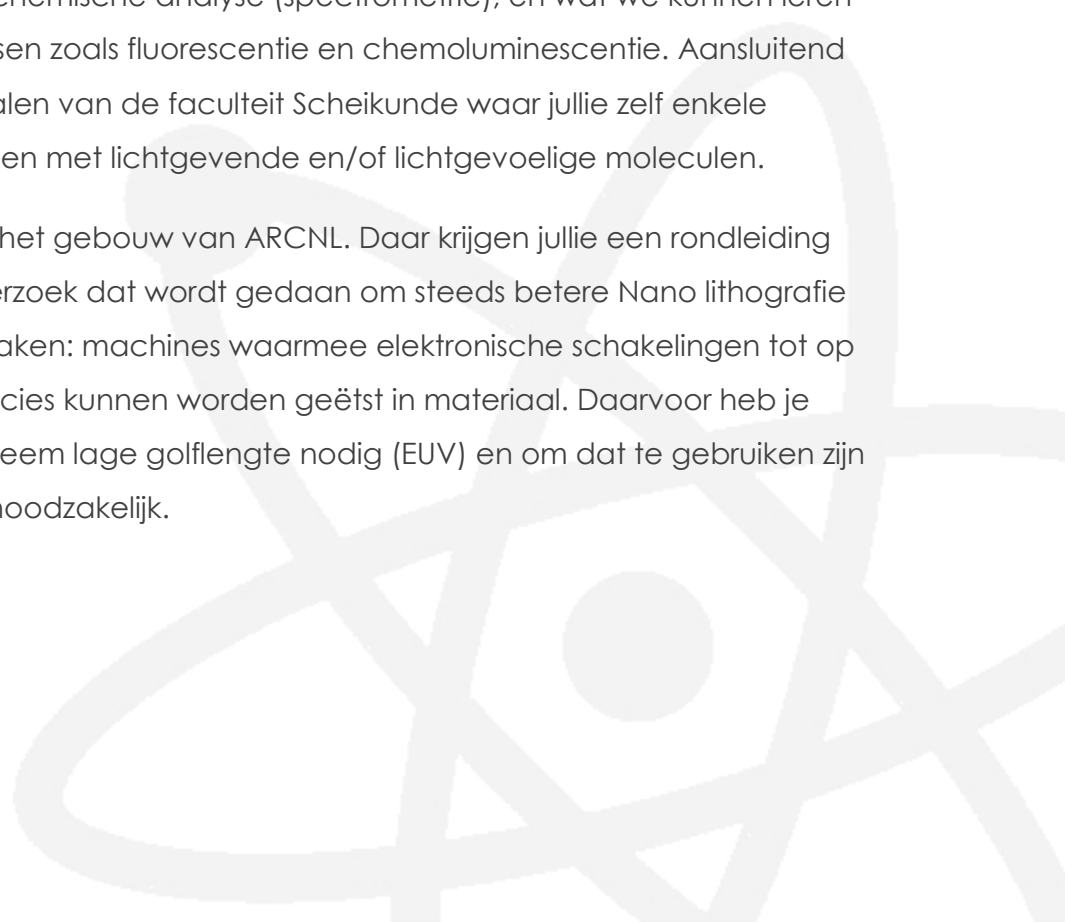 chemische analyse (spectrometrie), en wat we kunnen leren
sen zoals fluorescentie en chemoluminescentie. Aansluitend
alen van de faculteit Scheikunde waar jullie zelf enkele
en met lichtgevende en/of lichtgevoelige moleculen.
het gebouw van ARCNL. Daar krijgen jullie een rondleiding
erzoek dat wordt gedaan om steeds betere Nano lithografie
aken: machines waarmee elektronische schakelingen tot op
cies kunnen worden geëtst in materiaal. Daarvoor heb je
eem lage golflengte nodig (EUV) en om dat te gebruiken zijn
noodzakelijk.